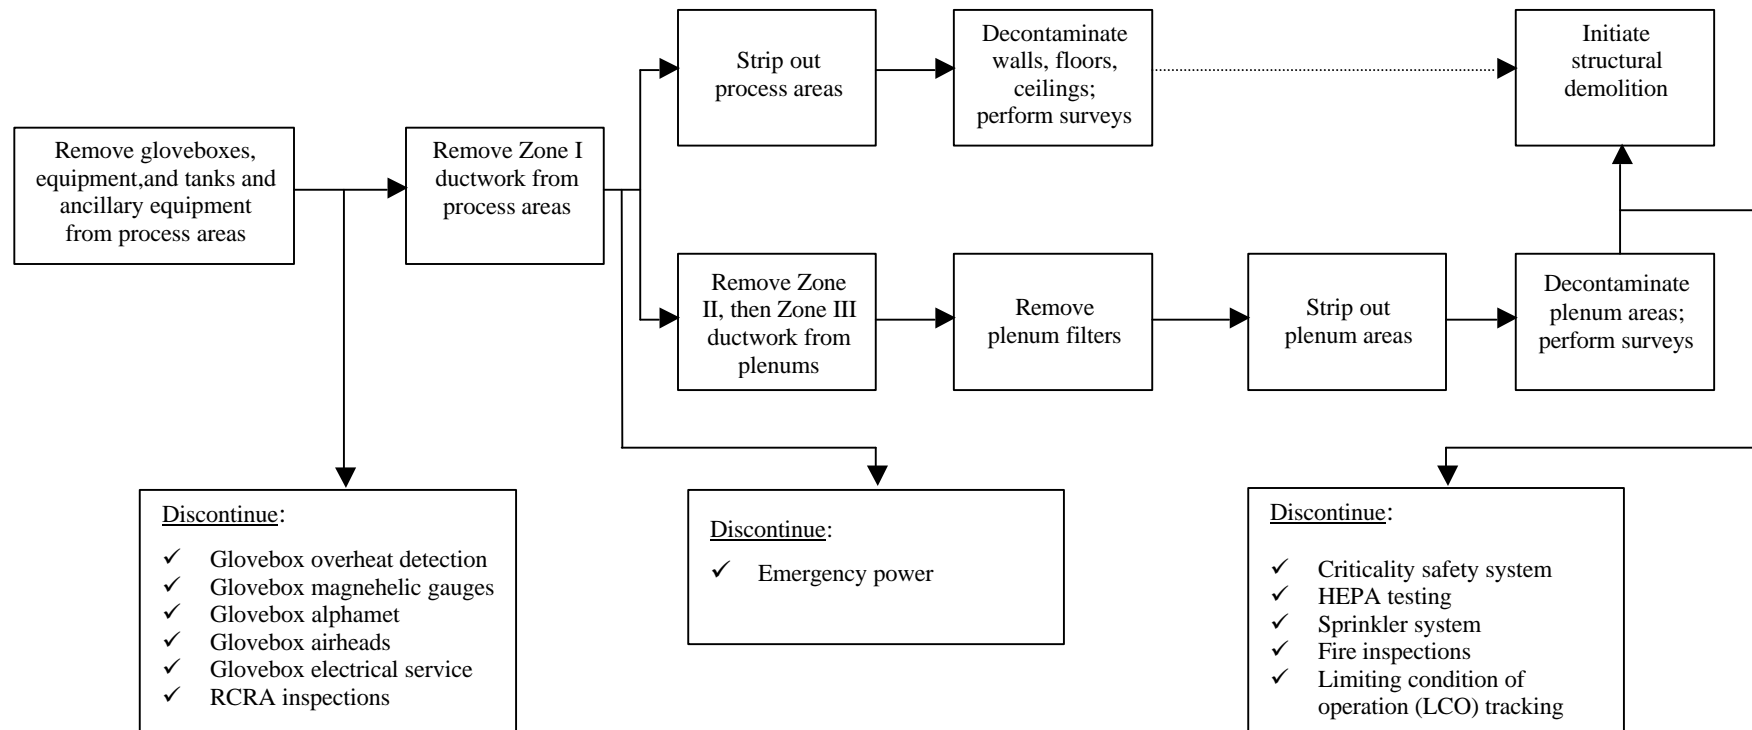 Strip out
process areas
Decontaminate
walls, floors,
ceilings;
perform surveys
Initiate
structural
demolition
Remove gloveboxes,
equipment,and tanks and
ancillary equipment
from process areas
Remove Zone I
ductwork from
process areas
Remove Zone
II, then Zone III
ductwork from
plenums
Remove
plenum filters
Strip out
plenum areas
Decontaminate
plenum areas;
perform surveys
Discontinue:
✓ Glovebox overheat detection
✓ Glovebox magnehelic gauges
✓ Glovebox alphamet
✓ Glovebox airheads
✓ Glovebox electrical service
✓ RCRA inspections
Discontinue:
✓ Emergency power
Discontinue:
✓ Criticality safety system
✓ HEPA testing
✓ Sprinkler system
✓ Fire inspections
✓ Limiting condition of
operation (LCO) tracking